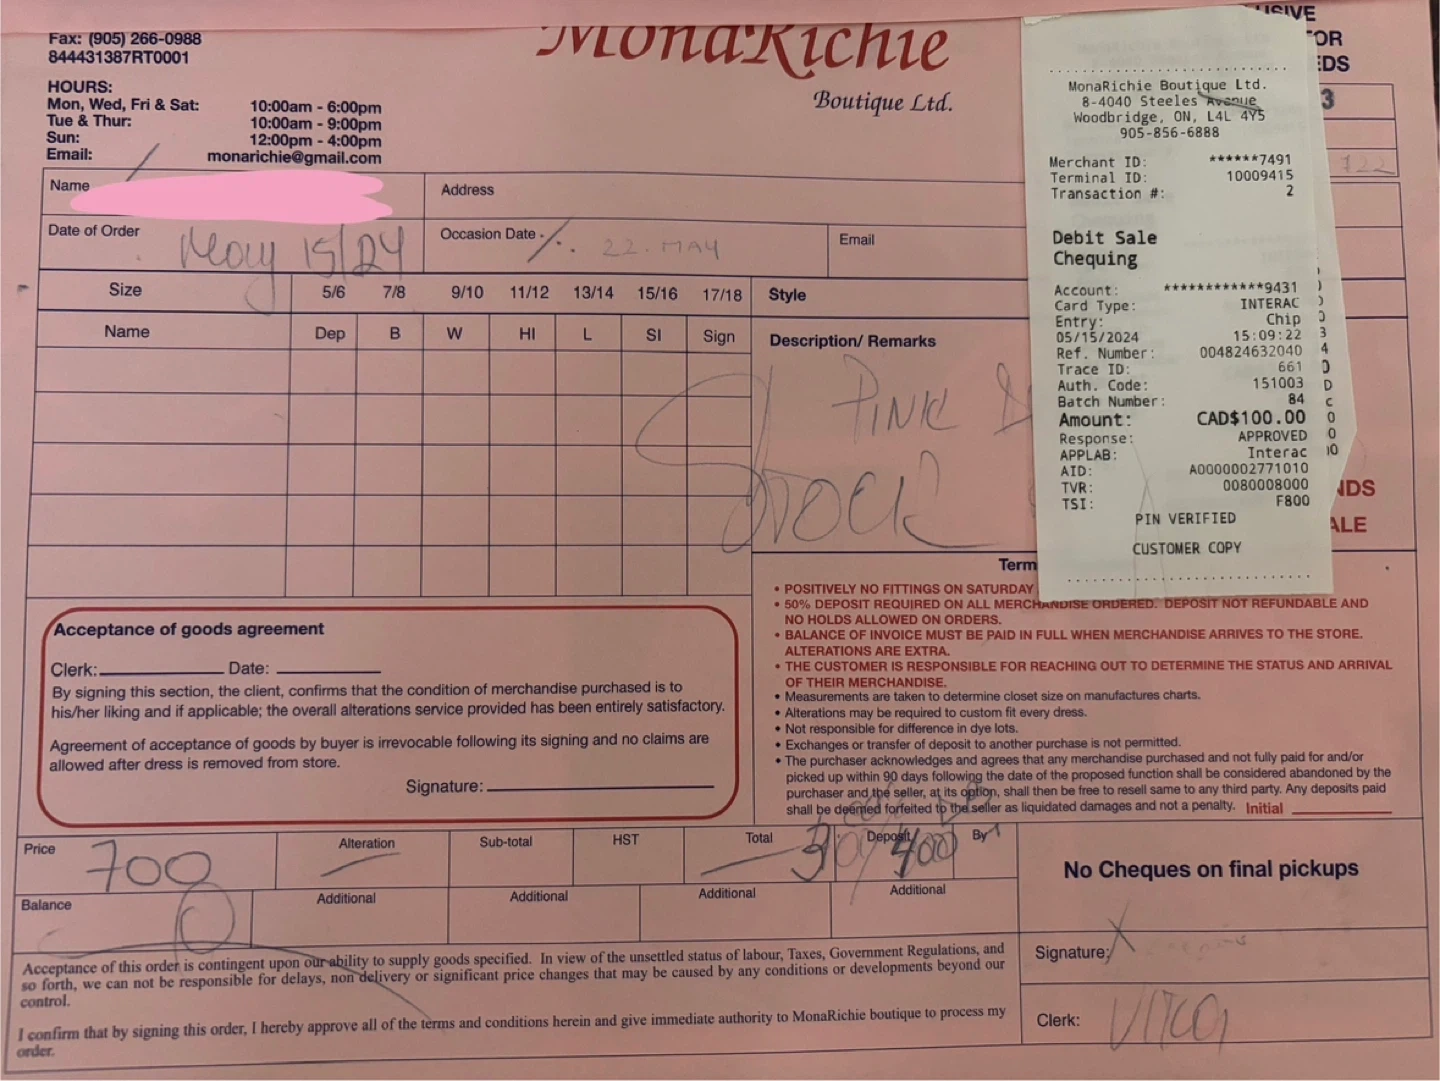 Fax: (905) 266-0988
844431387RT0001
HOURS:
Mon, Wed, Fri & Sat: 10:00am - 6:00pm
Tue & Thur: 10:00am - 9:00pm
Sun: 12:00pm - 4:00pm
Email: monarichie@gmail.com
MonaRichie
Boutique Ltd.
Name
Address
Date of Order May 15/24
Occasion Date 22. MAY
Email
Size 5/6 7/8 9/10 11/12 13/14 15/16 17/18
Style
Name Dep B W HI L SI Sign
Description/ Remarks
PINK
STOCK
MonaRichie Boutique Ltd.
8-4040 Steeles Avenue
Woodbridge, ON, L4L 4Y5
905-856-6888
Merchant ID: ******7491
Terminal ID: 10009415
Transaction #: 2
Debit Sale
Chequing
Account: ************9431
Card Type: INTERAC
Entry: Chip
05/15/2024 15:09:22
Ref. Number: 004824632040
Trace ID: 661
Auth. Code: 151003
Batch Number: 84
Amount: CAD$100.00
Response: APPROVED
APPLAB: Interac
AID: A0000002771010
TVR: 0080008000
TSI: F800
PIN VERIFIED
CUSTOMER COPY
• POSITIVELY NO FITTINGS ON SATURDAY
• 50% DEPOSIT REQUIRED ON ALL MERCHANDISE ORDERED. DEPOSIT NOT REFUNDABLE AND
NO HOLDS ALLOWED ON ORDERS.
• BALANCE OF INVOICE MUST BE PAID IN FULL WHEN MERCHANDISE ARRIVES TO THE STORE.
ALTERATIONS ARE EXTRA.
• THE CUSTOMER IS RESPONSIBLE FOR REACHING OUT TO DETERMINE THE STATUS AND ARRIVAL
OF THEIR MERCHANDISE.
• Measurements are taken to determine closet size on manufactures charts.
• Alterations may be required to custom fit every dress.
• Not responsible for difference in dye lots.
• Exchanges or transfer of deposit to another purchase is not permitted.
• The purchaser acknowledges and agrees that any merchandise purchased and not fully paid for and/or
picked up within 90 days following the date of the proposed function shall be considered abandoned by the
purchaser and the seller, at its option, shall then be free to resell same to any third party. Any deposits paid
shall be deemed forfeited to the seller as liquidated damages and not a penalty. Initial
Acceptance of goods agreement
Clerk: Date:
By signing this section, the client, confirms that the condition of merchandise purchased is to
his/her liking and if applicable; the overall alterations service provided has been entirely satisfactory.
Agreement of acceptance of goods by buyer is irrevocable following its signing and no claims are
allowed after dress is removed from store.
Signature:
Price 700
Alteration
Sub-total
HST
Total
Deposit 400
By
Balance 0
Additional
Additional
Additional
Additional
No Cheques on final pickups
Signature: X
Clerk:
Acceptance of this order is contingent upon our ability to supply goods specified. In view of the unsettled status of labour, Taxes, Government Regulations, and
so forth, we can not be responsible for delays, non delivery or significant price changes that may be caused by any conditions or developments beyond our
control.
I confirm that by signing this order, I hereby approve all of the terms and conditions herein and give immediate authority to MonaRichie boutique to process my
order.